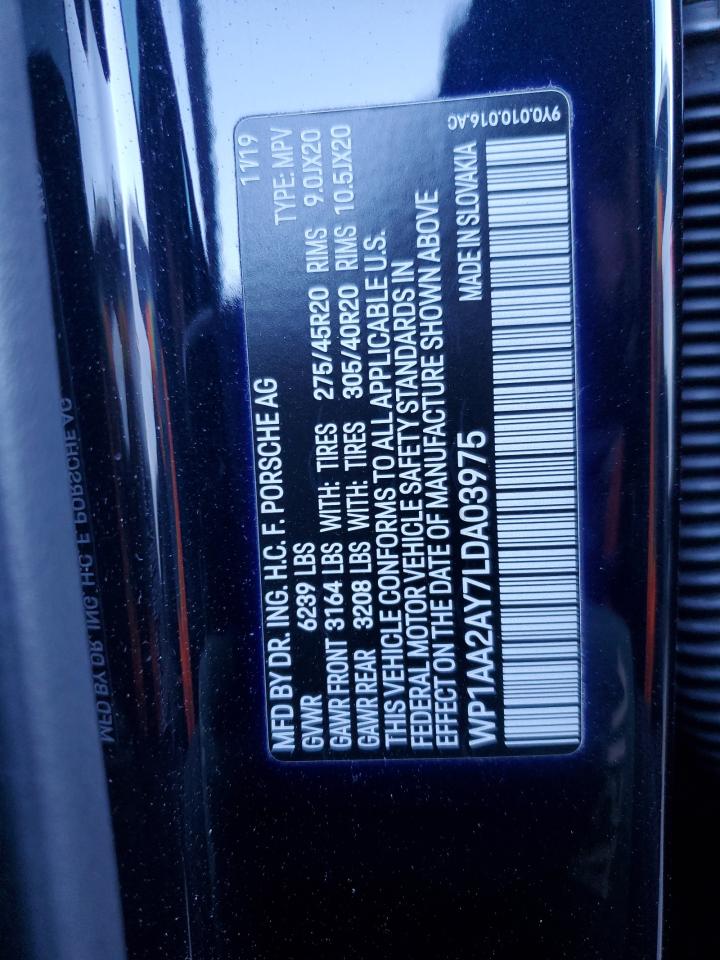 MFD BY DR. ING. H.C. F. PORSCHE AG 11/19
GVWR 6239 LBS TYPE: MPV
GAWR FRONT 3164 LBS WITH: TIRES 275/45R20 RIMS 9.0JX20
GAWR REAR 3208 LBS WITH: TIRES 305/40R20 RIMS 10.5JX20
THIS VEHICLE CONFORMS TO ALL APPLICABLE U.S.
FEDERAL MOTOR VEHICLE SAFETY STANDARDS IN
EFFECT ON THE DATE OF MANUFACTURE SHOWN ABOVE
WP1AA2AY7LDA03975 MADE IN SLOVAKIA
9Y0.010.016.AC